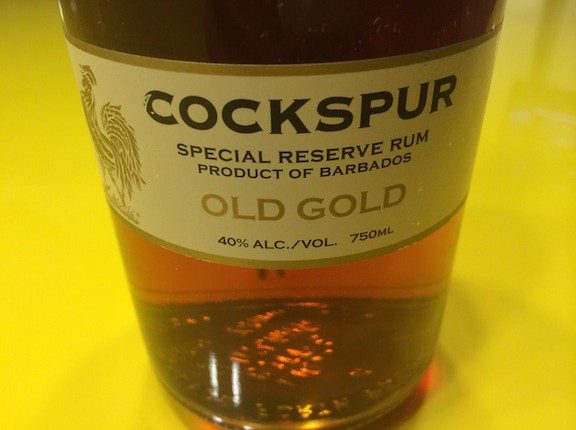 COCKSPUR
SPECIAL RESERVE RUM
PRODUCT OF BARBADOS
OLD GOLD
40% ALC./VOL. 750ML